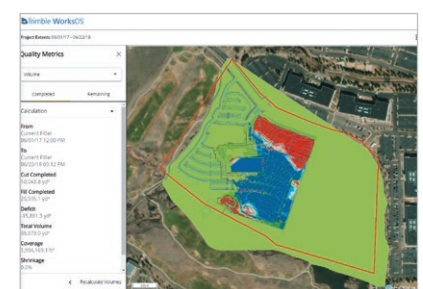 Trimble WorksOS
Project Extents: 06/01/17 - 06/22/18
Quality Metrics
Volume
Completed Remaining
Calculation
From
Current Filter
06/01/17 12:00 PM
To
Current Filter
Cut Completed
Fill Completed
Deficit
Total Volume
Coverage
Shrinkage
0.0%
Recalculate Volumes